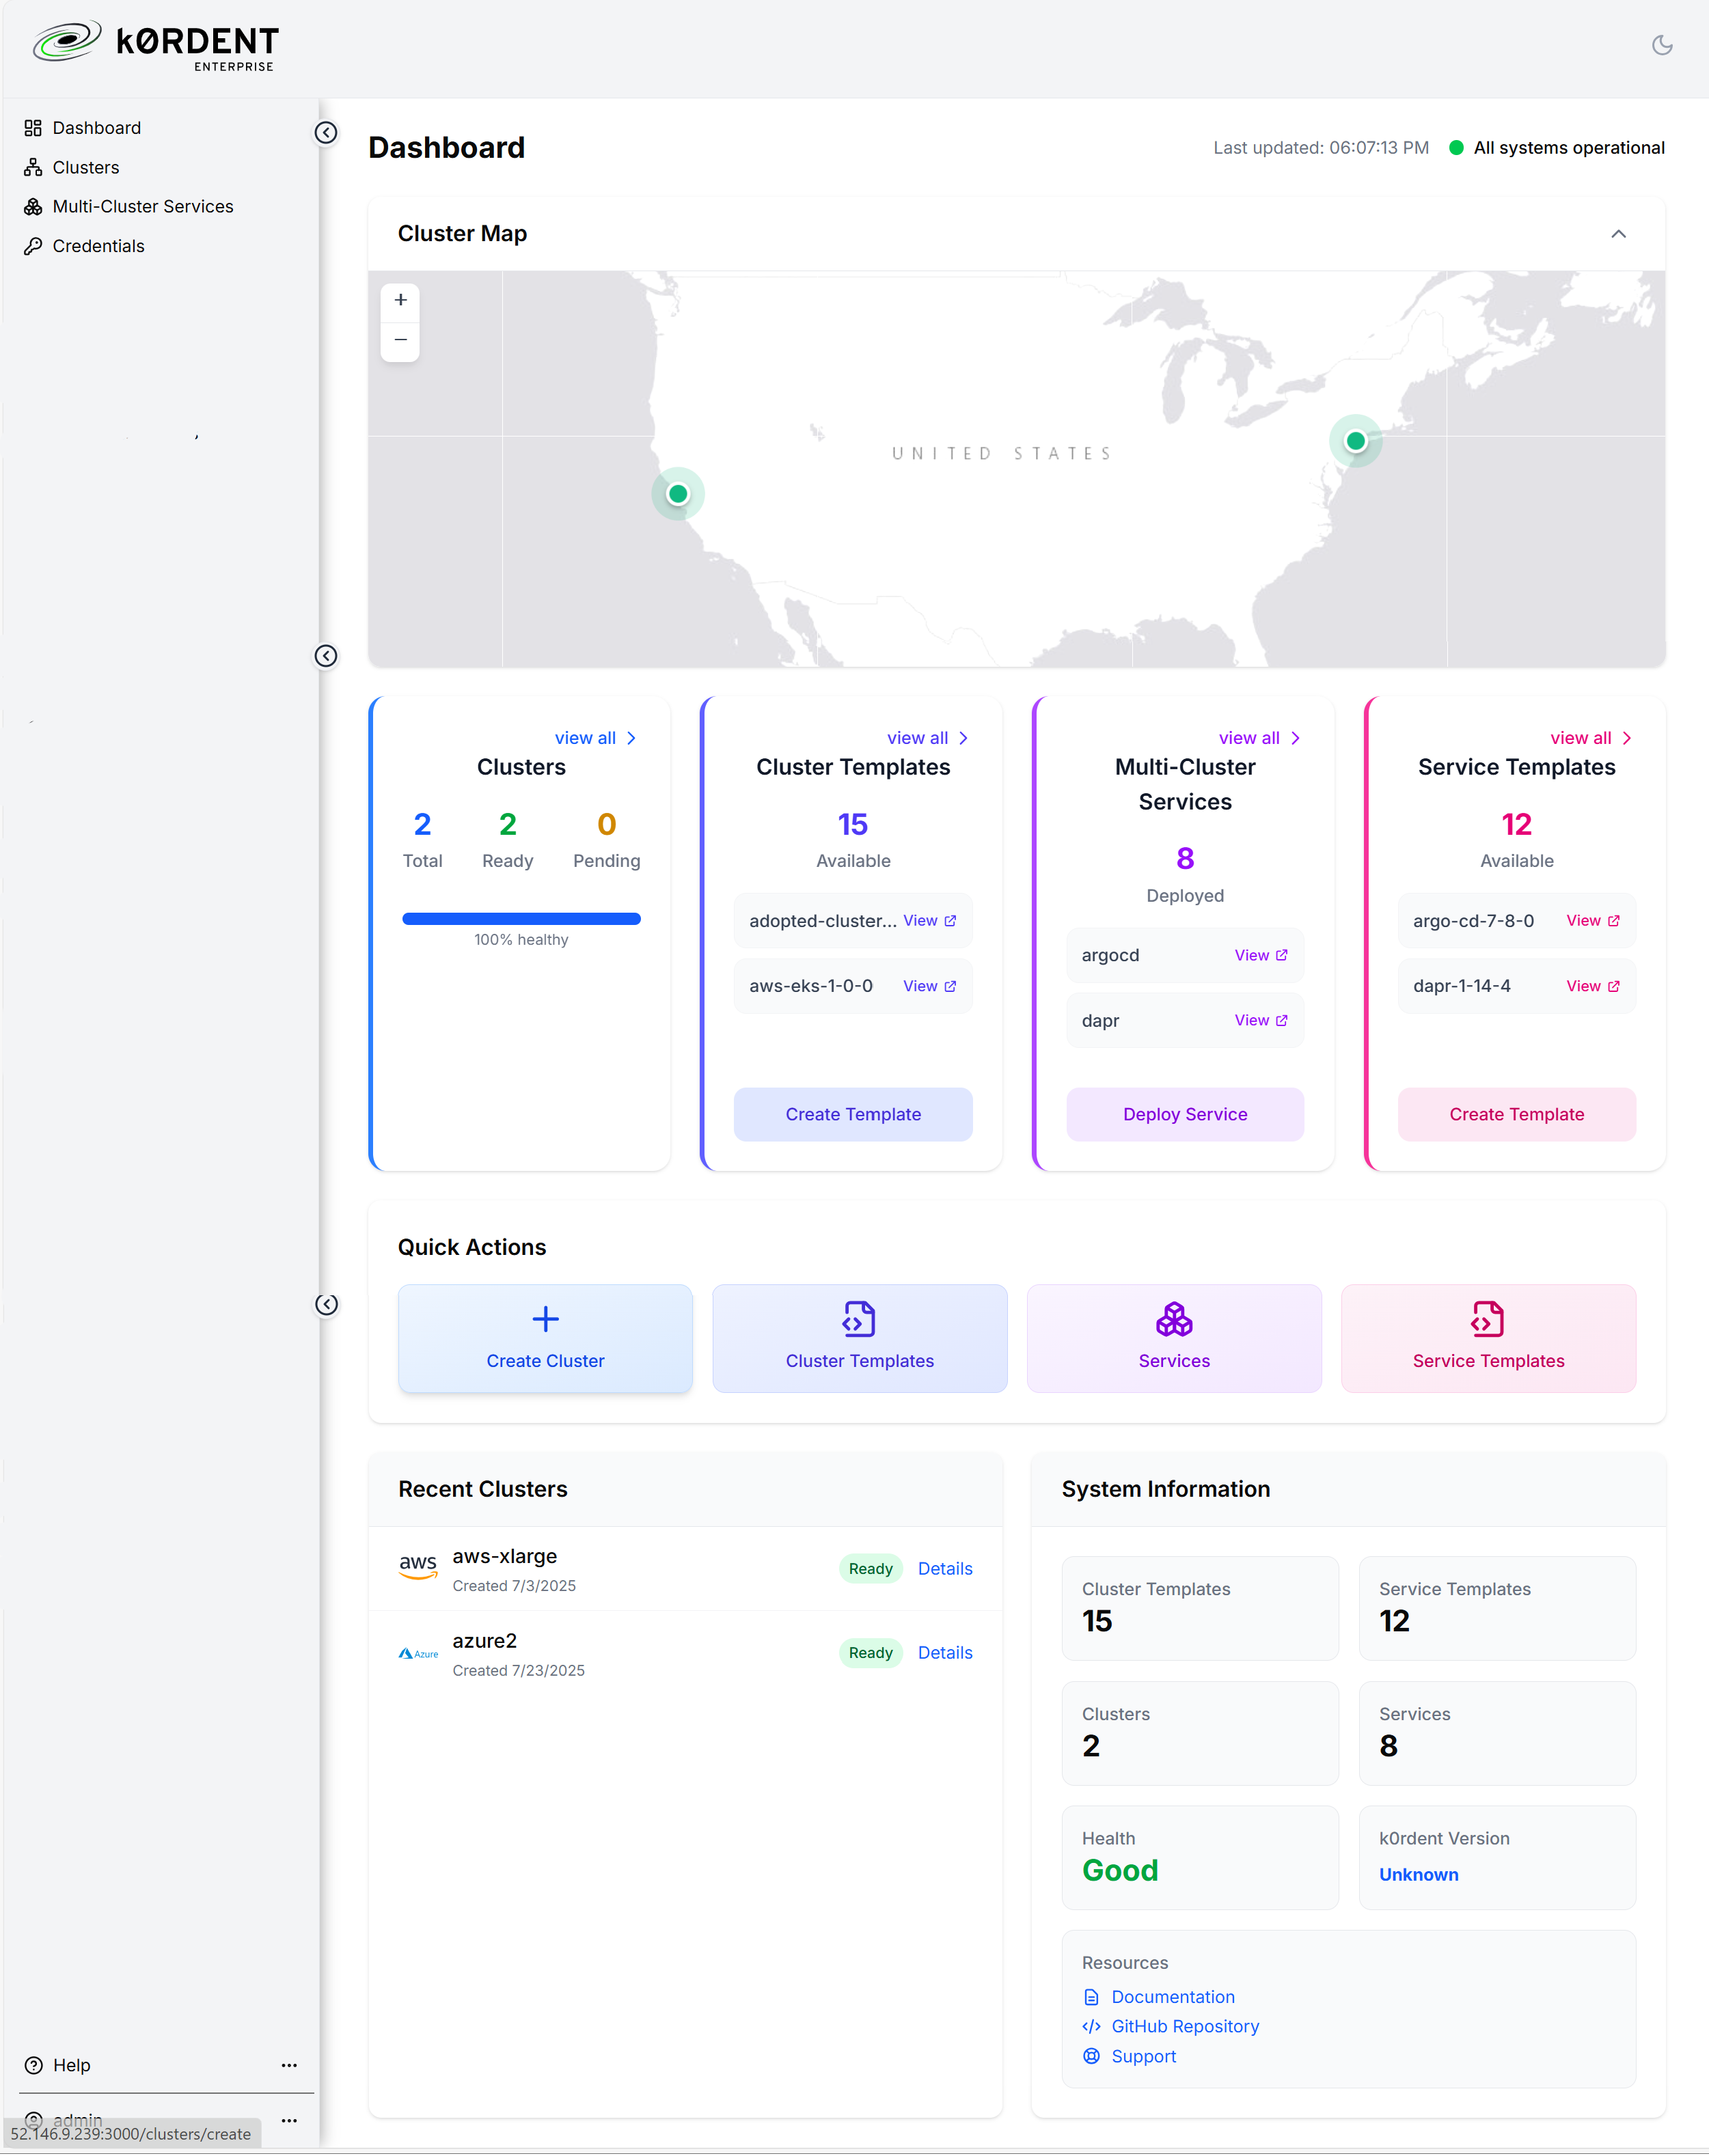 k0RDENT
ENTERPRISE
Dashboard
Clusters
Multi-Cluster Services
Credentials
Dashboard
Last updated: 06:07:13 PM
All systems operational
Cluster Map
+
−
UNITED STATES
view all
Clusters
2
Total
2
Ready
0
Pending
100% healthy
view all
Cluster Templates
15
Available
adopted-cluster... View
aws-eks-1-0-0 View
Create Template
view all
Multi-Cluster
Services
8
Deployed
argocd View
dapr View
Deploy Service
view all
Service Templates
12
Available
argo-cd-7-8-0 View
dapr-1-14-4 View
Create Template
Quick Actions
Create Cluster
Cluster Templates
Services
Service Templates
Recent Clusters
aws
aws-xlarge
Created 7/3/2025
Ready
Details
Azure
azure2
Created 7/23/2025
Ready
Details
System Information
Cluster Templates
15
Service Templates
12
Clusters
2
Services
8
Health
Good
k0rdent Version
Unknown
Resources
Documentation
GitHub Repository
Support
Help
admin
52.146.9.239:3000/clusters/create